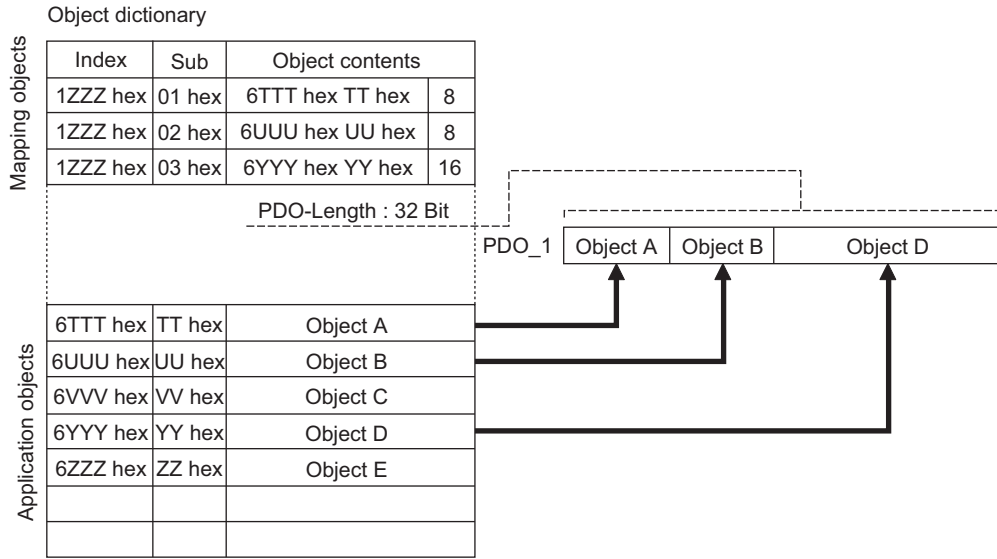 Object dictionary
Mapping objects
Index Sub Object contents
1ZZZ hex 01 hex 6TTT hex TT hex 8
1ZZZ hex 02 hex 6UUU hex UU hex 8
1ZZZ hex 03 hex 6YYY hex YY hex 16
PDO-Length : 32 Bit
PDO_1 Object A Object B Object D
Application objects
6TTT hex TT hex Object A
6UUU hex UU hex Object B
6VVV hex VV hex Object C
6YYY hex YY hex Object D
6ZZZ hex ZZ hex Object E